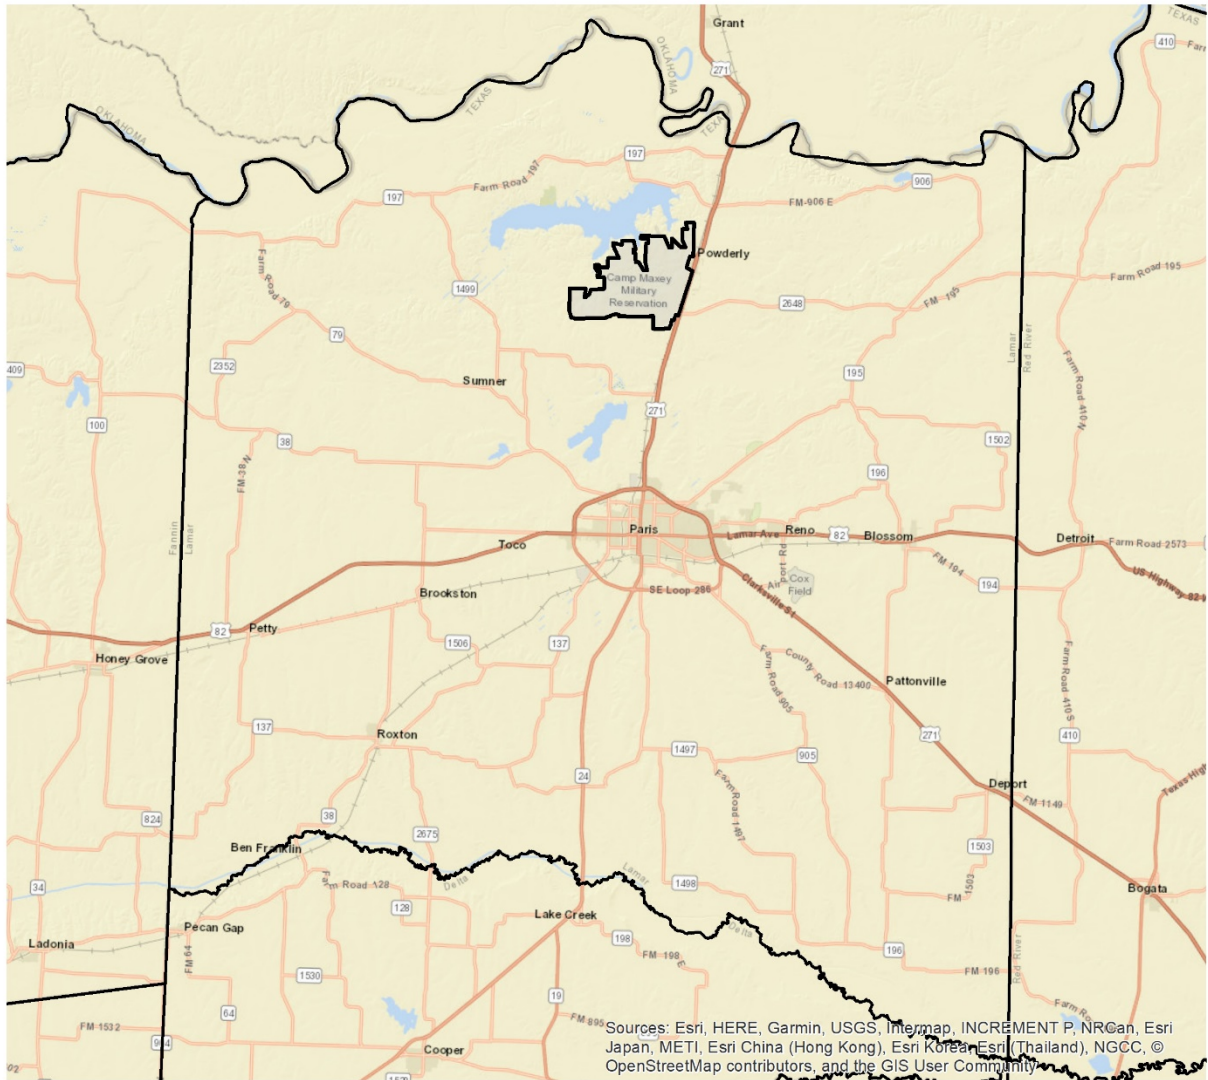 Grant
TEXAS
410
OKLAHOMA
271
TEXAS
OKLAHOMA
197
Farm Road 197
197
906
FM-906 E
Powderly
Camp Maxey
Military
Reservation
Farm Road 79
1499
2648
FM 195
Farm Road 195
79
2352
Sumner
195
Lamar
Red River
Farm Road 410 N
409
271
100
38
1502
FM-38 N
196
Fannin
Lamar
Paris
Lamar Ave
Reno
82
Blossom
Detroit
Farm Road 2573
Toco
port Rd
Air
Cox
Field
FM 194
194
US Highway 82
Brookston
SE Loop 286
Clarksville St
82
Petty
1506
137
Honey Grove
Farm Road 905
County Road 13400
Pattonville
Farm Road 410 S
137
Roxton
1497
905
271
410
24
Farm Road 1497
Deport
FM 1149
824
38
2675
Ben Franklin
1503
34
Farm Road 128
Delta
Lamar
1498
FM 1503
Bogata
128
Lake Creek
Pecan Gap
Delta
Ladonia
FM 64
198
FM 198 E
196
FM 196
Red River
1530
19
64
FM-895
FM 1532
904
Cooper
Sources: Esri, HERE, Garmin, USGS, Intermap, INCREMENT P, NRCan, Esri
Japan, METI, Esri China (Hong Kong), Esri Korea, Esri (Thailand), NGCC, ©
OpenStreetMap contributors, and the GIS User Community